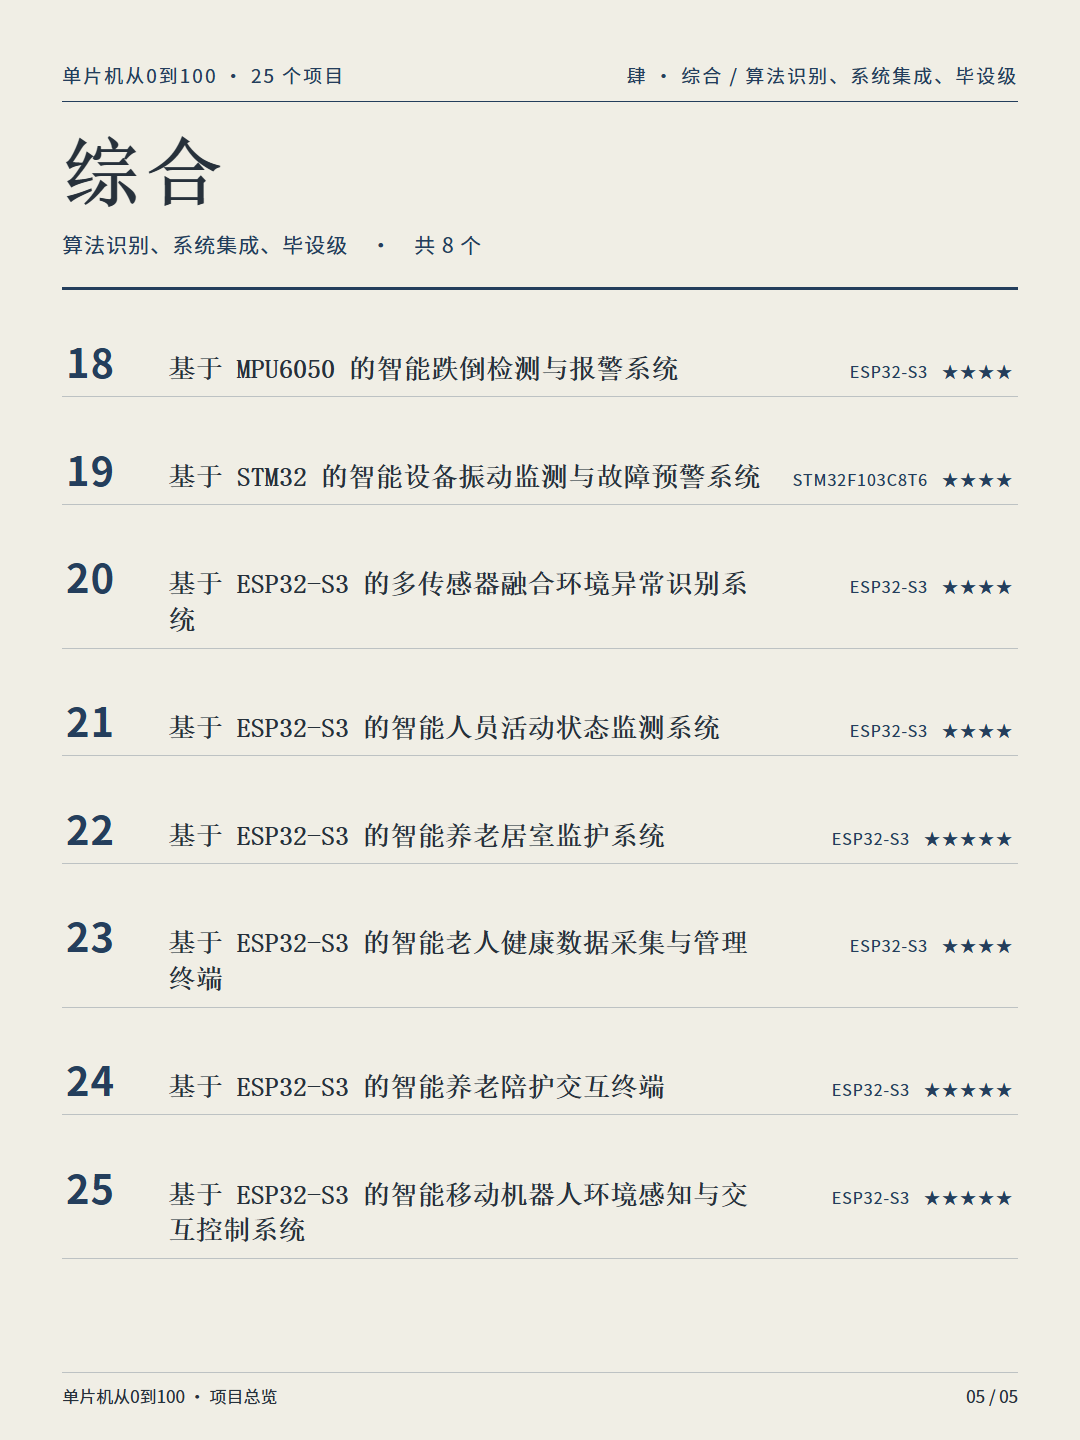 单片机从0到100 · 25 个项目
肆 · 综合 / 算法识别、系统集成、毕设级
综合
算法识别、系统集成、毕设级 · 共 8 个
18 基于 MPU6050 的智能跌倒检测与报警系统 ESP32-S3 ★★★★
19 基于 STM32 的智能设备振动监测与故障预警系统 STM32F103C8T6 ★★★★
20 基于 ESP32-S3 的多传感器融合环境异常识别系 ESP32-S3 ★★★★
统
21 基于 ESP32-S3 的智能人员活动状态监测系统 ESP32-S3 ★★★★
22 基于 ESP32-S3 的智能养老居室监护系统 ESP32-S3 ★★★★★
23 基于 ESP32-S3 的智能老人健康数据采集与管理 ESP32-S3 ★★★★
终端
24 基于 ESP32-S3 的智能养老陪护交互终端 ESP32-S3 ★★★★★
25 基于 ESP32-S3 的智能移动机器人环境感知与交 ESP32-S3 ★★★★★
互控制系统
单片机从0到100 · 项目总览
05 / 05